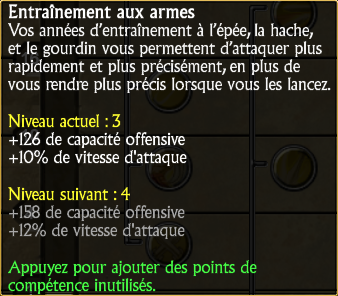 Entraînement aux armes
Vos années d'entraînement à l'épée, la hache,
et le gourdin vous permettent d'attaquer plus
rapidement et plus précisément, en plus de
vous rendre plus précis lorsque vous les lancez.
Niveau actuel : 3
+126 de capacité offensive
+10% de vitesse d'attaque
Niveau suivant : 4
+158 de capacité offensive
+12% de vitesse d'attaque
Appuyez pour ajouter des points de
compétence inutilisés.